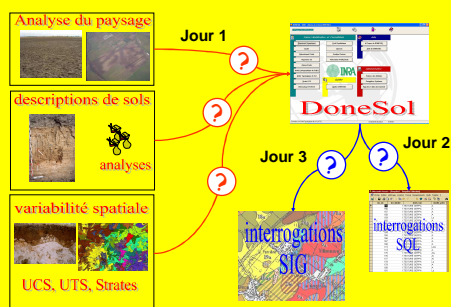 Analyse du paysage
Jour 1
?
descriptions de sols
analyses
?
variabilité spatiale
UCS, UTS, Strates
?
INRA
DoneSol
Jour 3
?
?
Jour 2
interrogations
SIG
interrogations
SQL